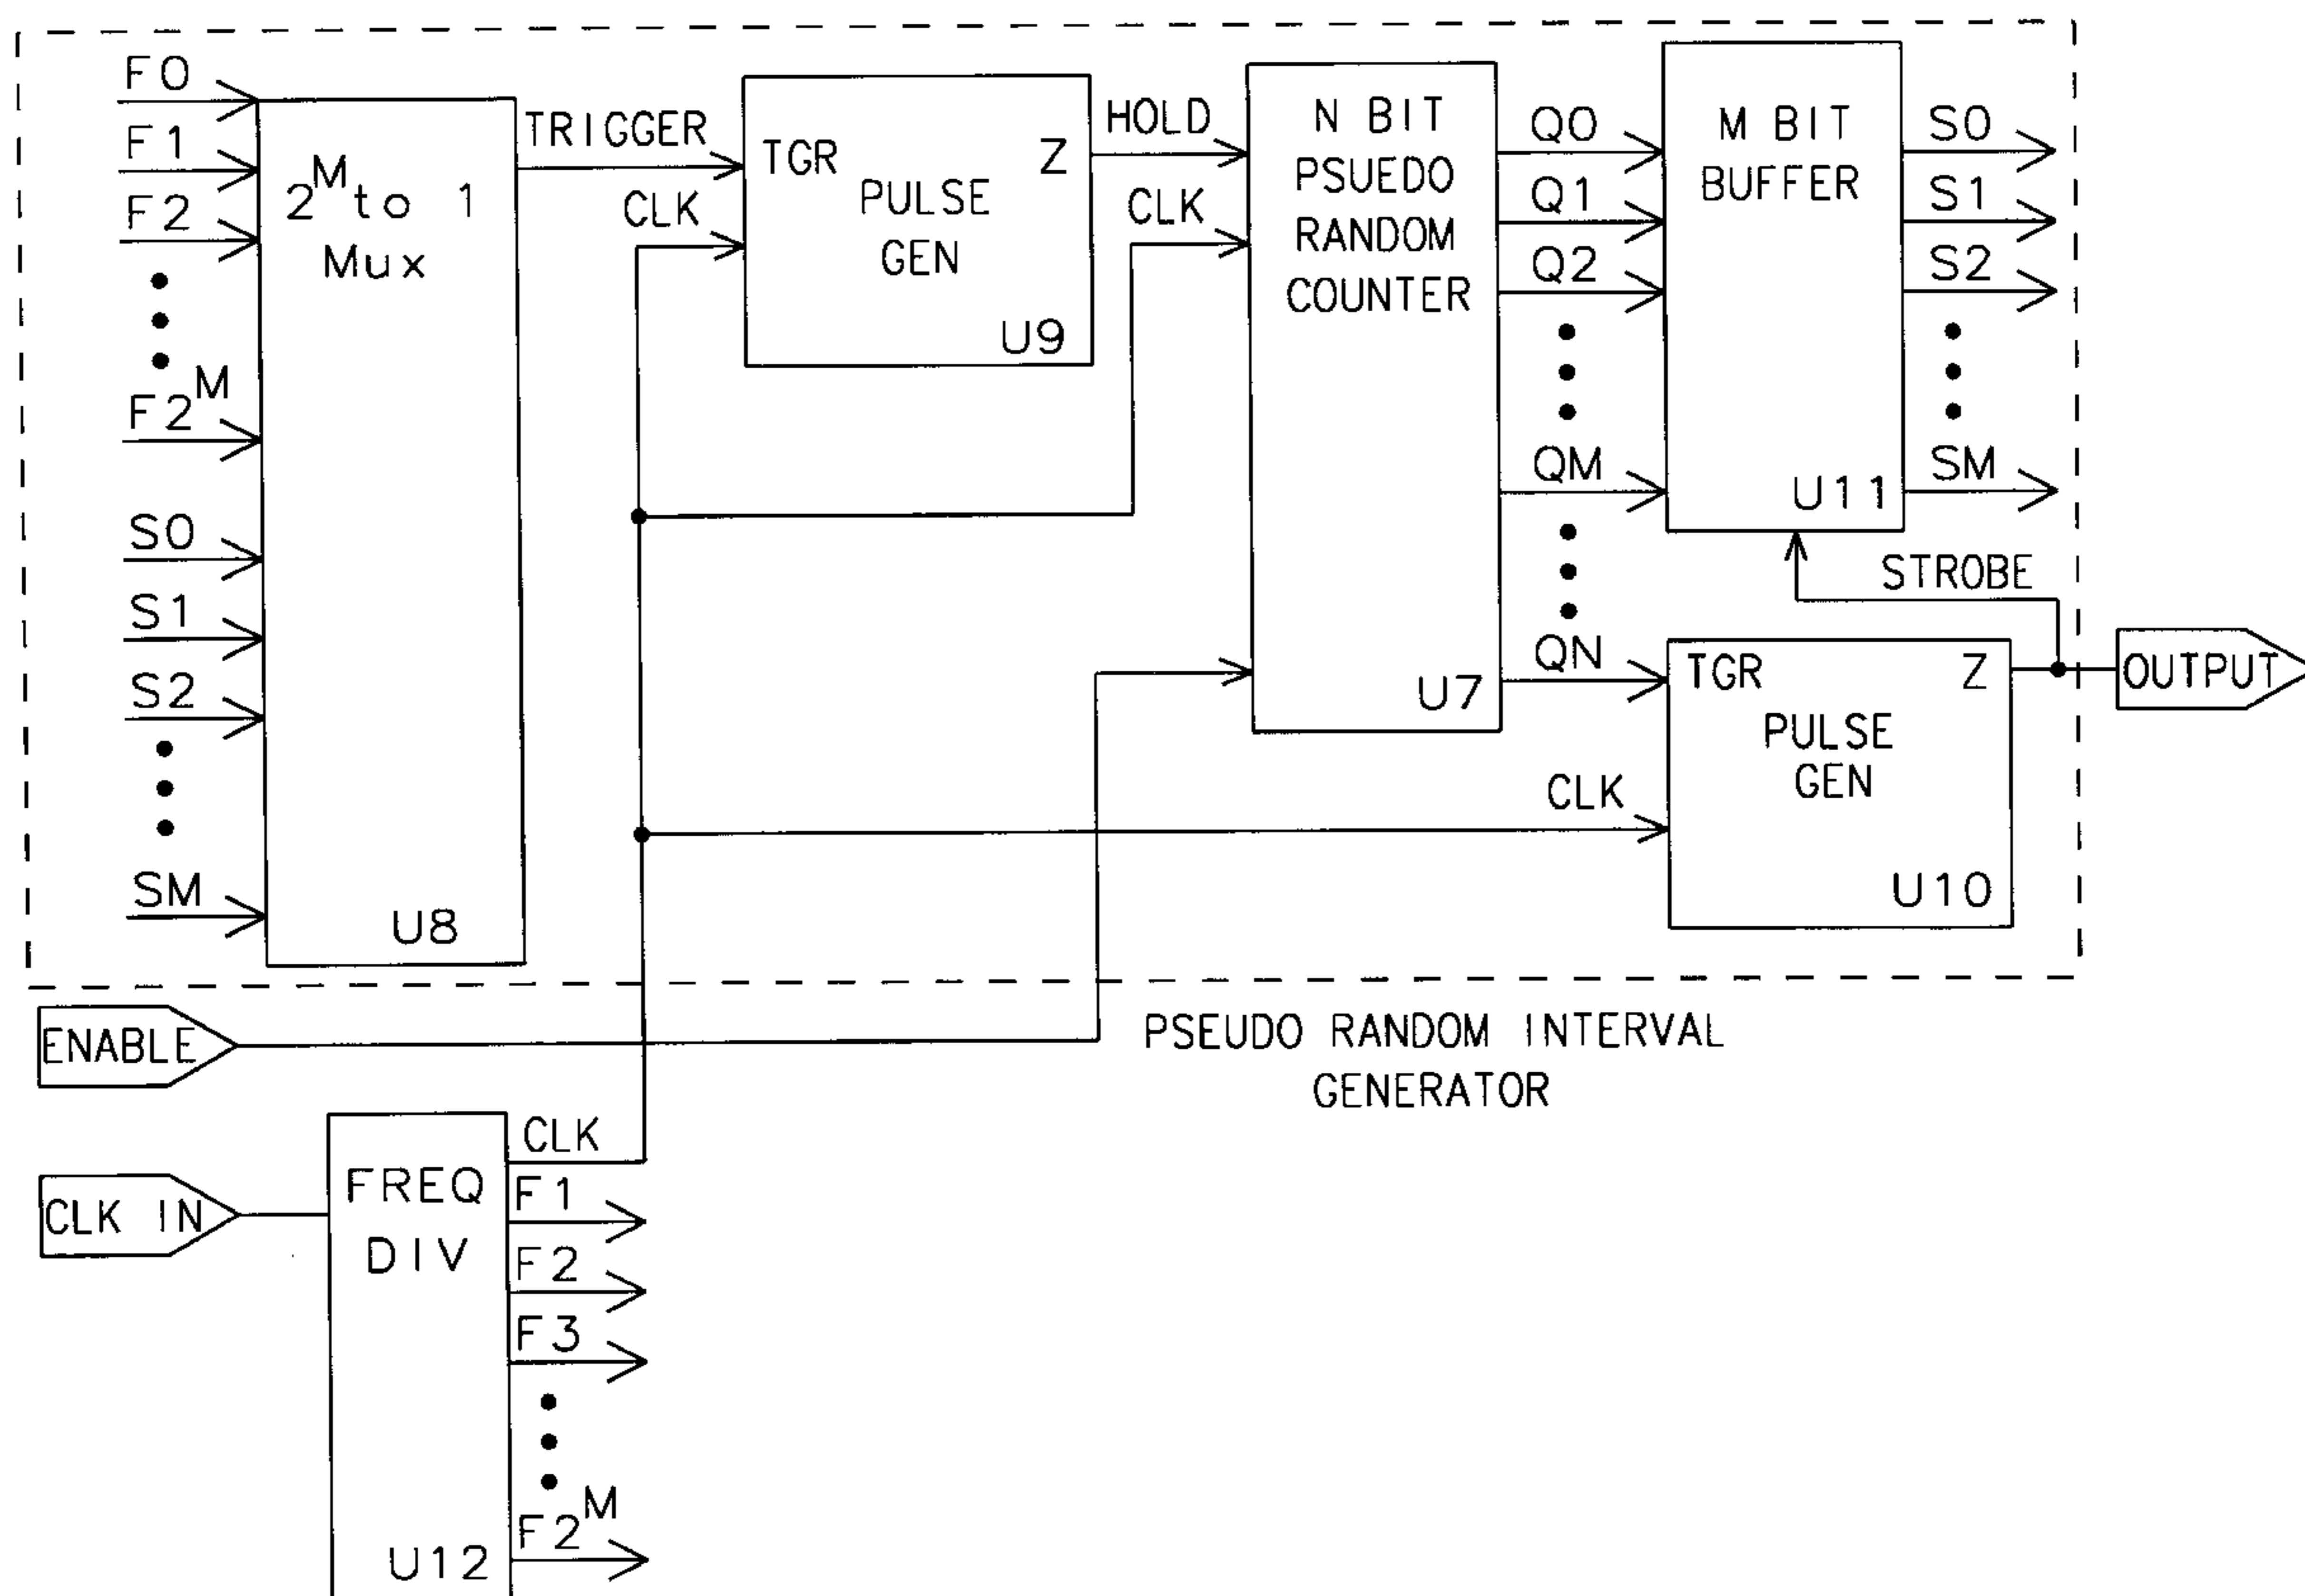 F0
F1
F2
F2^M
S0
S1
S2
SM
2^M to 1
Mux
U8
TRIGGER
CLK
TGR
Z
PULSE
GEN
U9
HOLD
CLK
N BIT
PSUEDO
RANDOM
COUNTER
U7
Q0
Q1
Q2
QM
QN
M BIT
BUFFER
U11
S0
S1
S2
SM
STROBE
TGR
Z
PULSE
GEN
CLK
U10
OUTPUT
ENABLE
PSEUDO RANDOM INTERVAL
GENERATOR
CLK IN
FREQ
DIV
U12
CLK
F1
F2
F3
F2^M